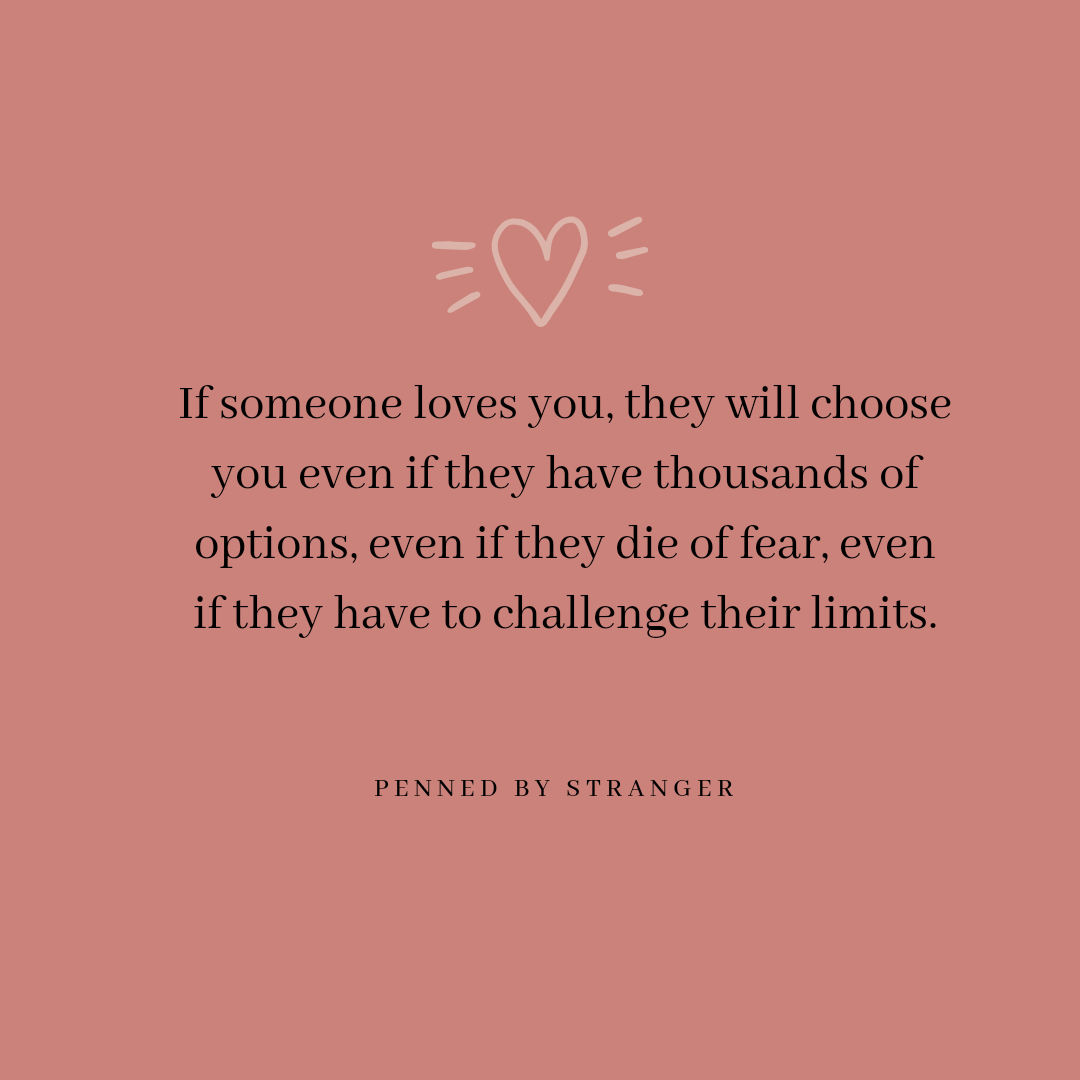 If someone loves you, they will choose
you even if they have thousands of
options, even if they die of fear, even
if they have to challenge their limits.
PENNED BY STRANGER